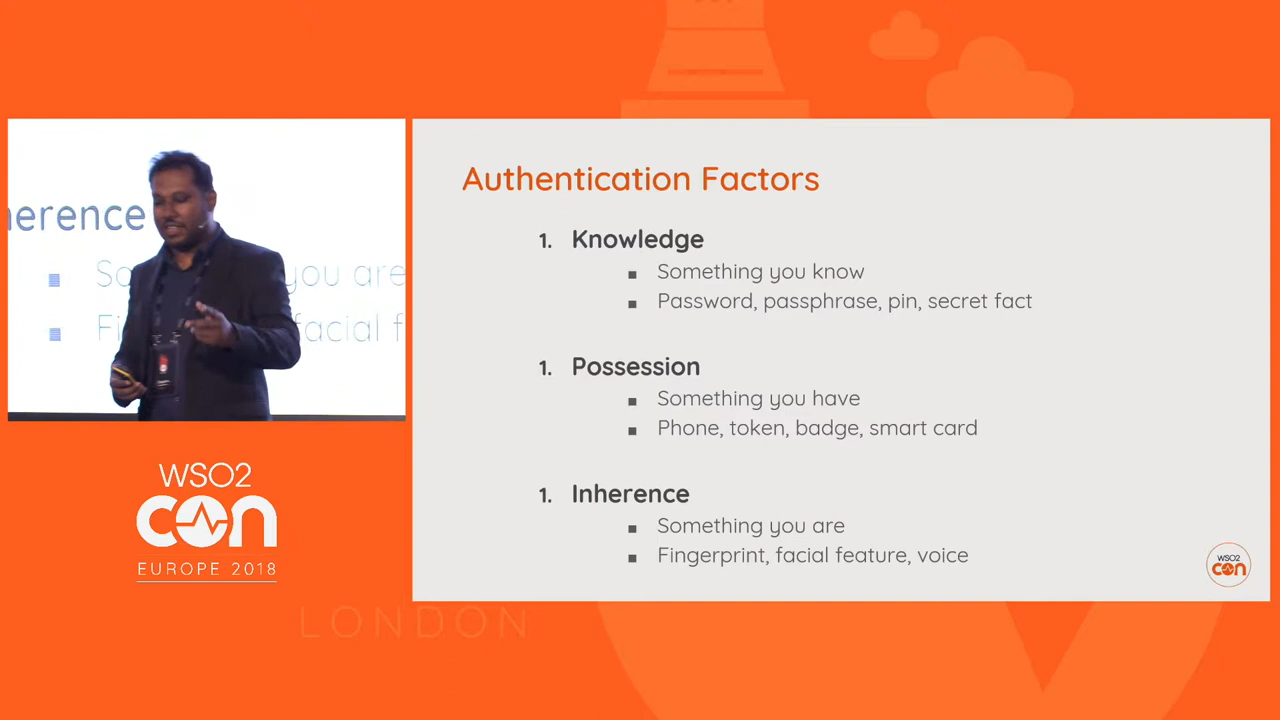 herence
you are
facial f
WSO2
con
EUROPE 2018
LONDON
Authentication Factors
1. Knowledge
■ Something you know
■ Password, passphrase, pin, secret fact
1. Possession
■ Something you have
■ Phone, token, badge, smart card
1. Inherence
■ Something you are
■ Fingerprint, facial feature, voice
WSO2
con